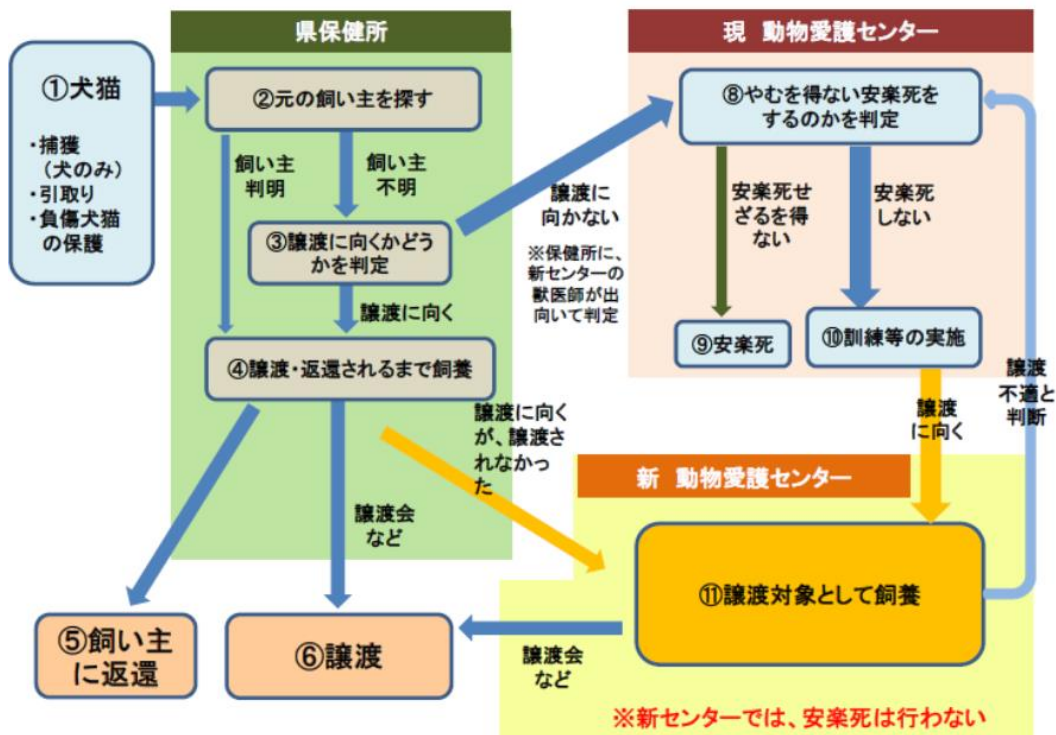 県保健所
現 動物愛護センター
①犬猫
・捕獲
（犬のみ）
・引取り
・負傷犬猫
の保護
②元の飼い主を探す
飼い主
判明
飼い主
不明
③譲渡に向くかどう
かを判定
譲渡に向く
④譲渡・返還されるまで飼養
譲渡に
向かない
※保健所に、
新センターの
獣医師が出
向いて判定
⑧やむを得ない安楽死を
するのかを判定
安楽死せ
ざるを得
ない
安楽死
しない
⑨安楽死
⑩訓練等の実施
譲渡
不適と
判断
譲渡
に向く
譲渡に向く
が、譲渡さ
れなかっ
た
譲渡会
など
新 動物愛護センター
⑪譲渡対象として飼養
⑤飼い主
に返還
⑥譲渡
譲渡会
など
※新センターでは、安楽死は行わない